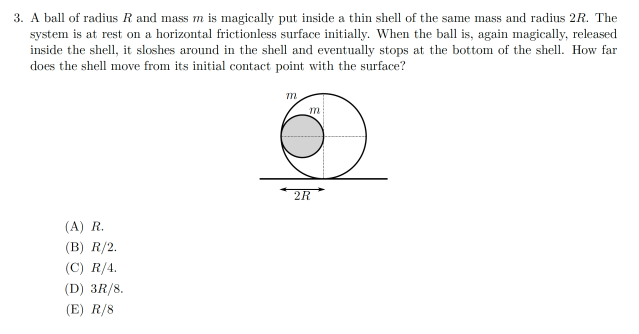 3. A ball of radius R and mass m is magically put inside a thin shell of the same mass and radius 2R. The
system is at rest on a horizontal frictionless surface initially. When the ball is, again magically, released
inside the shell, it sloshes around in the shell and eventually stops at the bottom of the shell. How far
does the shell move from its initial contact point with the surface?
m
m
2R
(A) R.
(B) R/2.
(C) R/4.
(D) 3R/8.
(E) R/8